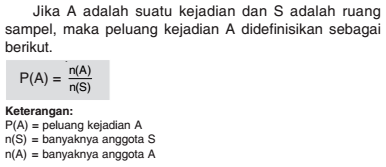 Jika A adalah suatu kejadian dan S adalah ruang
sampel, maka peluang kejadian A didefinisikan sebagai
berikut.
P(A) = n(A)/n(S)
Keterangan:
P(A) = peluang kejadian A
n(S) = banyaknya anggota S
n(A) = banyaknya anggota A